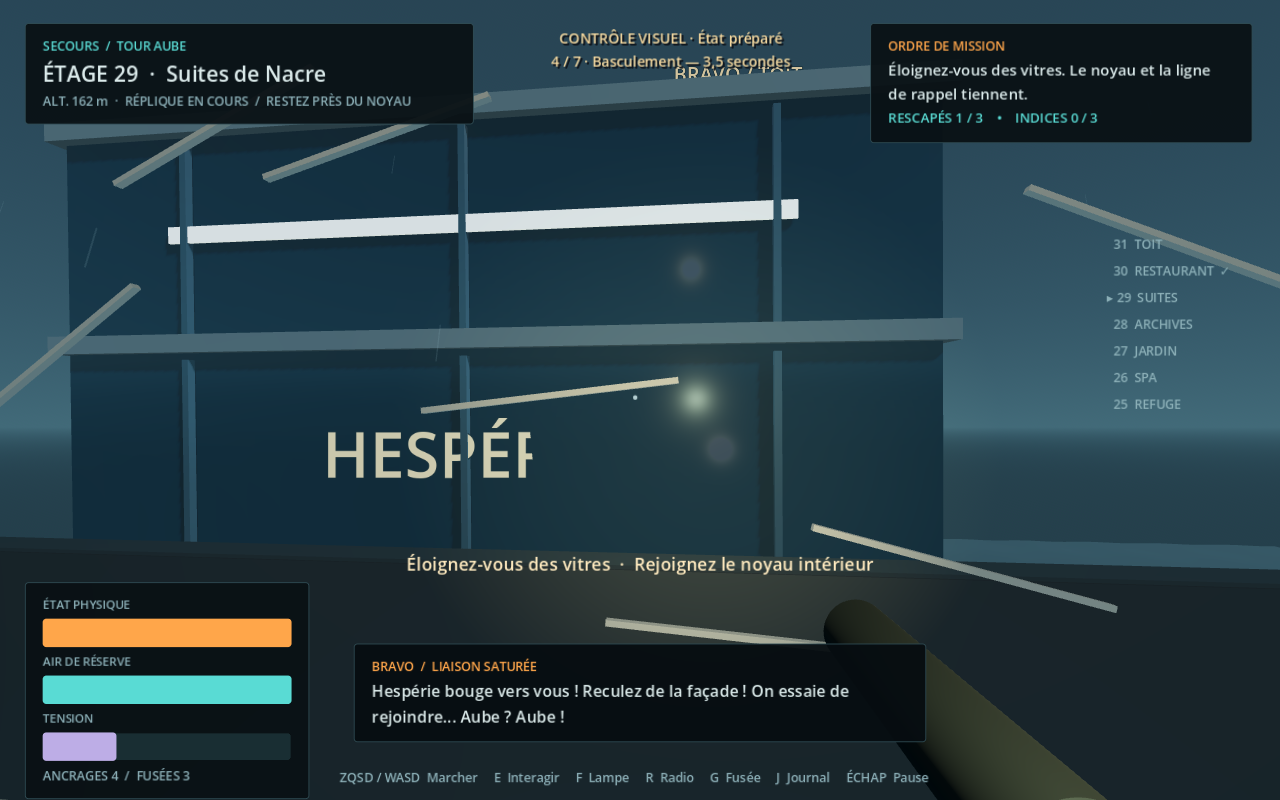 SECOURS / TOUR AUBE
ÉTAGE 29 · Suites de Nacre
ALT. 162 m · RÉPLIQUE EN COURS / RESTEZ PRÈS DU NOYAU
CONTRÔLE VISUEL · État préparé
4 / 7 · Basculement — 3,5 secondes
BRAVO / TOIT
ORDRE DE MISSION
Éloignez-vous des vitres. Le noyau et la ligne
de rappel tiennent.
RESCAPÉS 1 / 3 • INDICES 0 / 3
31 TOIT
30 RESTAURANT ✓
▸ 29 SUITES
28 ARCHIVES
27 JARDIN
26 SPA
25 REFUGE
HESPÉR
Éloignez-vous des vitres · Rejoignez le noyau intérieur
ÉTAT PHYSIQUE
AIR DE RÉSERVE
TENSION
ANCRAGES 4 / FUSÉES 3
BRAVO / LIAISON SATURÉE
Hespérie bouge vers vous ! Reculez de la façade ! On essaie de
rejoindre... Aube ? Aube !
ZQSD / WASD Marcher E Interagir F Lampe R Radio G Fusée J Journal ÉCHAP Pause